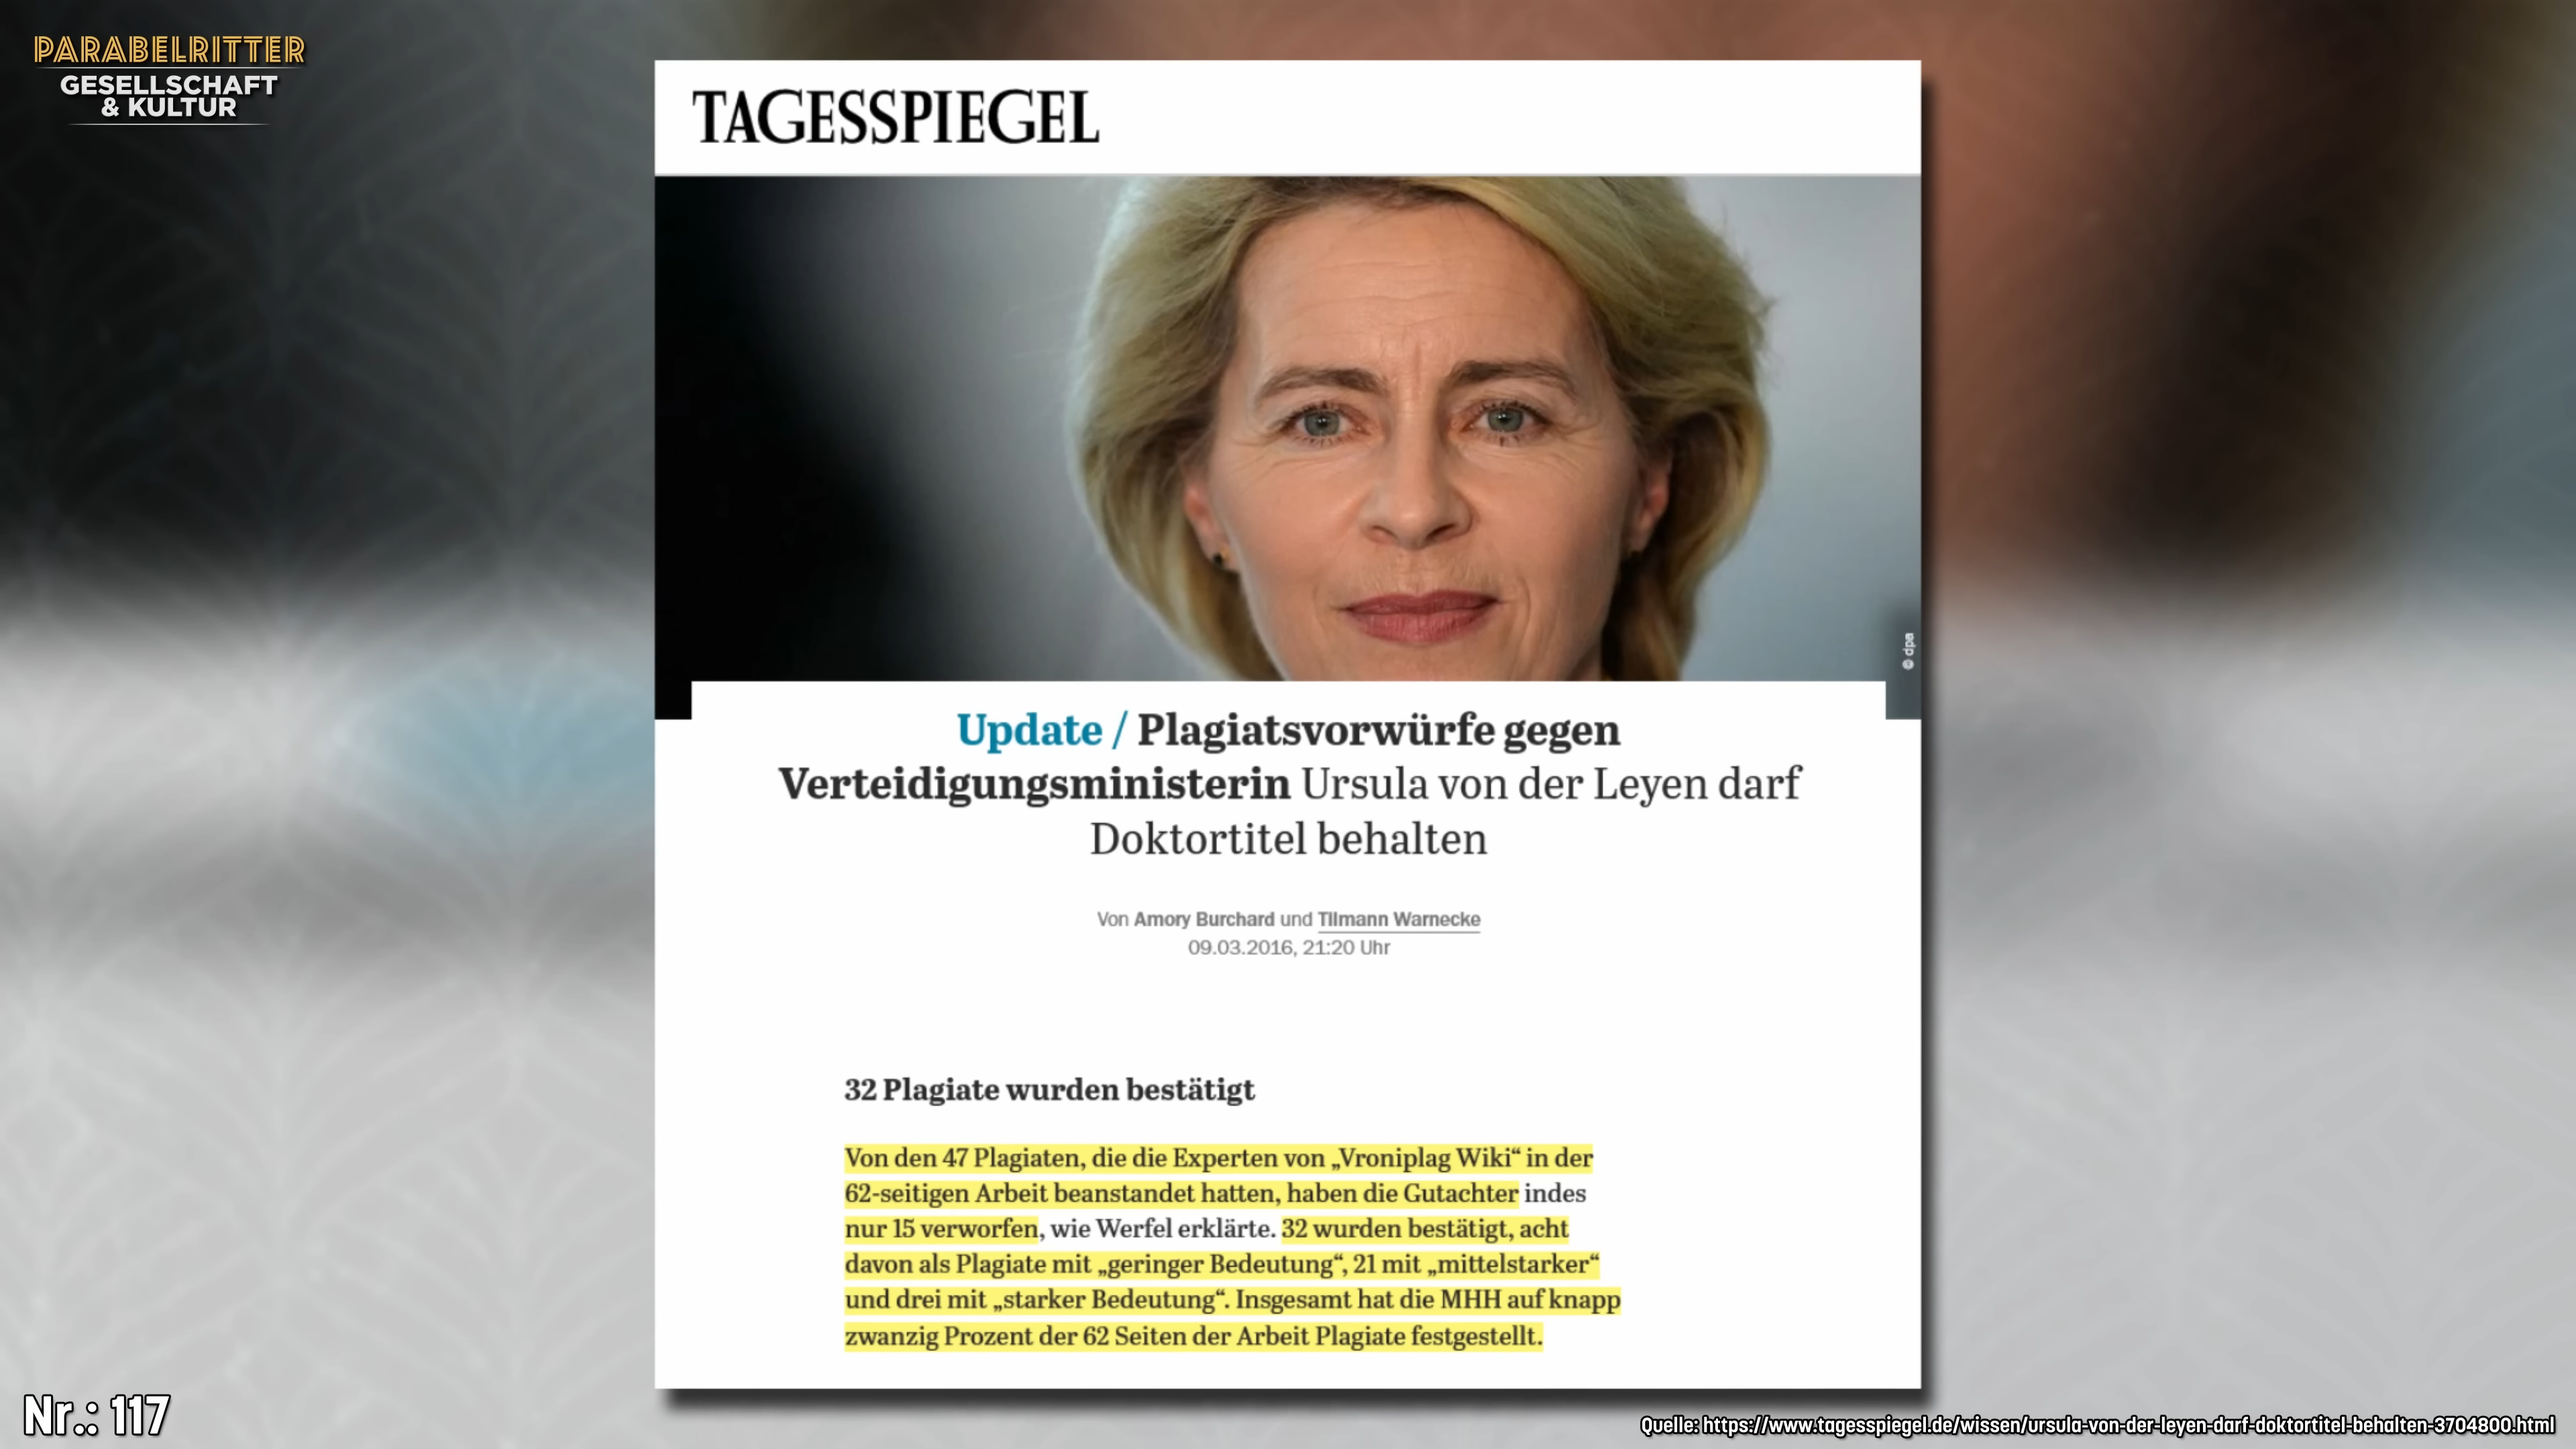 PARABELRITTER
GESELLSCHAFT
& KULTUR
TAGESSPIEGEL
© dpa
Update / Plagiatsvorwürfe gegen
Verteidigungsministerin Ursula von der Leyen darf
Doktortitel behalten
Von Amory Burchard und Tilmann Warnecke
09.03.2016, 21:20 Uhr
32 Plagiate wurden bestätigt
Von den 47 Plagiaten, die die Experten von „Vroniplag Wiki“ in der
62-seitigen Arbeit beanstandet hatten, haben die Gutachter indes
nur 15 verworfen, wie Werfel erklärte. 32 wurden bestätigt, acht
davon als Plagiate mit „geringer Bedeutung“, 21 mit „mittelstarker“
und drei mit „starker Bedeutung“. Insgesamt hat die MHH auf knapp
zwanzig Prozent der 62 Seiten der Arbeit Plagiate festgestellt.
Nr.: 117
Quelle: https://www.tagesspiegel.de/wissen/ursula-von-der-leyen-darf-doktortitel-behalten-3704800.html